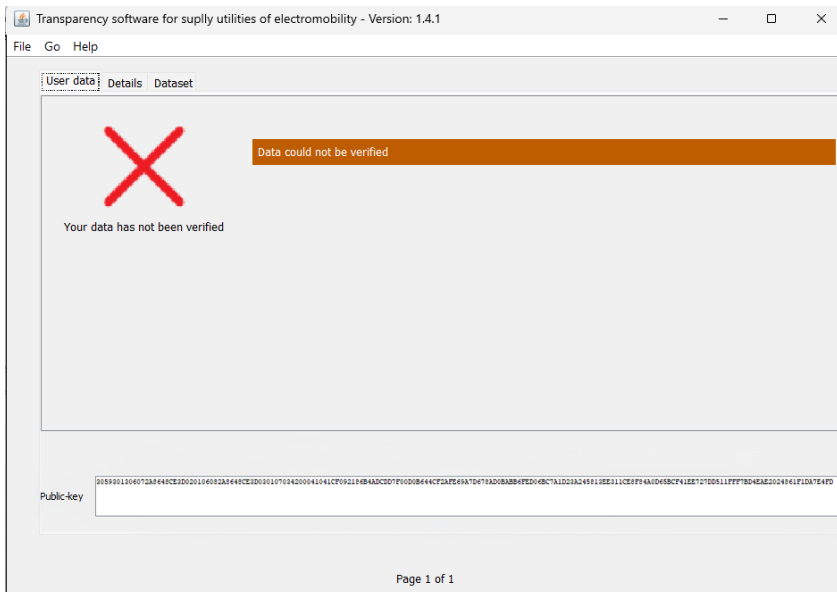 Transparency software for suplly utilities of electromobility - Version: 1.4.1
File Go Help
User data Details Dataset
Data could not be verified
Your data has not been verified
Public-key
3059301306072A8648CE3D020106082A8648CE3D030107034200041041CF092186B4ADCDD7F00D0B644CF2AFE69A7D678AD0BABB6FED06BC7A1D23A245813EE311CE8F84A0D65BCF41EE727DD511FFF7BD4EAE2024861F1DA7E4FD
Page 1 of 1